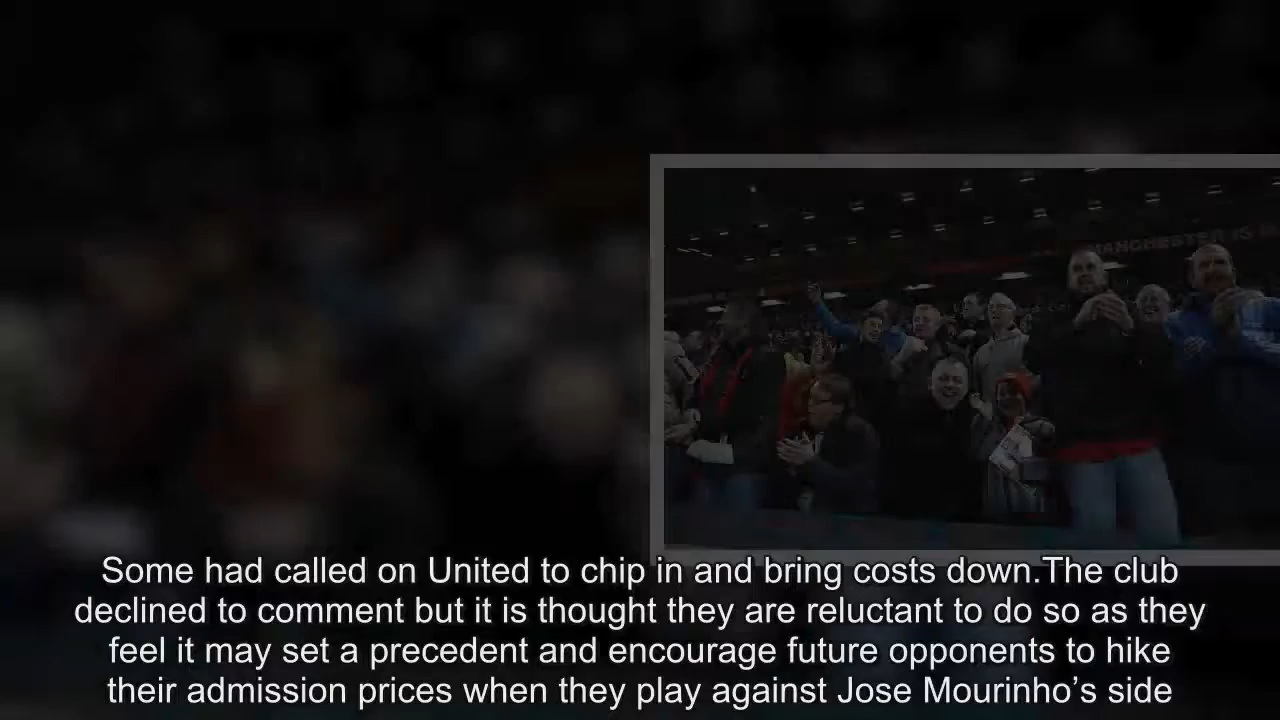 MANCHESTER IS
Some had called on United to chip in and bring costs down.The club
declined to comment but it is thought they are reluctant to do so as they
feel it may set a precedent and encourage future opponents to hike
their admission prices when they play against Jose Mourinho’s side